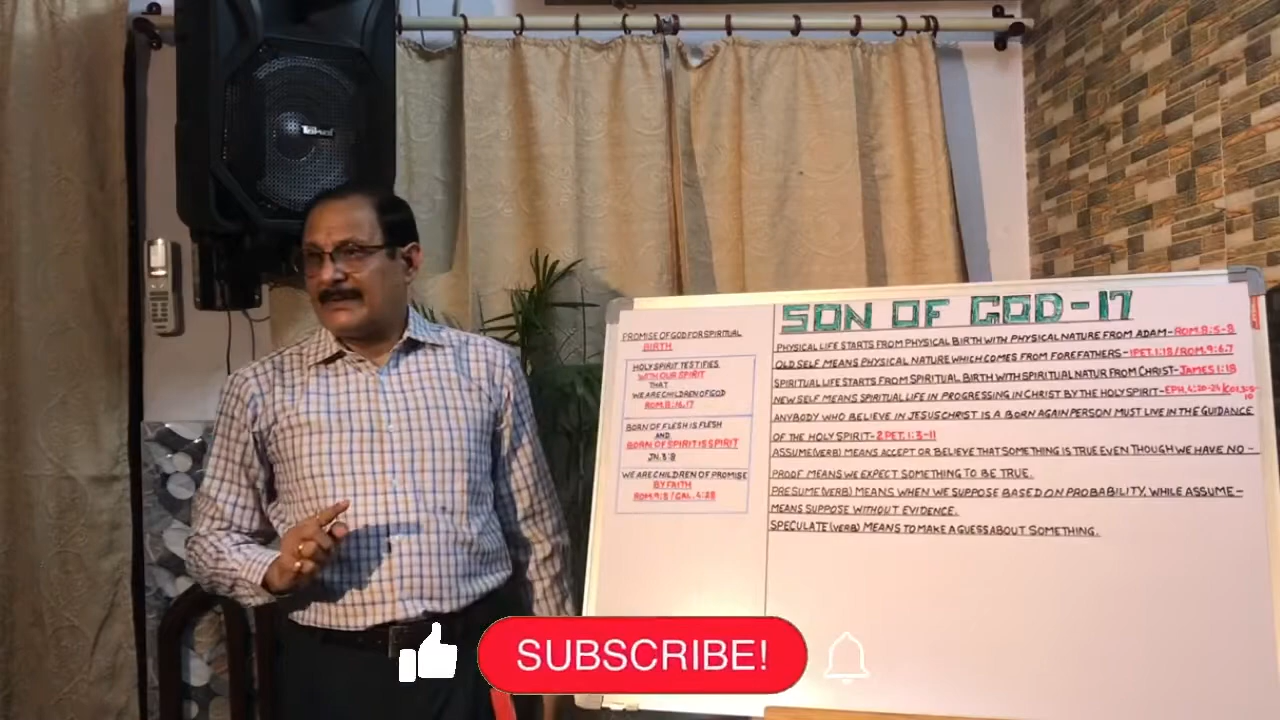 SON OF GOD-17
PROMISE OF GOD FOR SPIRITUAL
BIRTH
HOLY SPIRIT TESTIFIES
WITH OUR SPIRIT
THAT
WE ARE CHILDREN OF GOD
ROM.8:16,17
BORN OF FLESH IS FLESH
AND
BORN OF SPIRIT IS SPIRIT
JN.3:8
WE ARE CHILDREN OF PROMISE
BY FAITH
ROM.9:8/GAL.4:28
PHYSICAL LIFE STARTS FROM PHYSICAL BIRTH WITH PHYSICAL NATURE FROM ADAM-ROM.8:5-8
OLD SELF MEANS PHYSICAL NATURE WHICH COMES FROM FOREFATHERS-1PET.1:18/ROM.9:6,7
SPIRITUAL LIFE STARTS FROM SPIRITUAL BIRTH WITH SPIRITUAL NATUR FROM CHRIST-JAMES 1:18
NEW SELF MEANS SPIRITUAL LIFE IN PROGRESSING IN CHRIST BY THE HOLY SPIRIT-EPH.4:20-24
ANYBODY WHO BELIEVE IN JESUS CHRIST IS A BORN AGAIN PERSON MUST LIVE IN THE GUIDANCE
OF THE HOLY SPIRIT-2PET.1:3-11
ASSUME(VERB) MEANS ACCEPT OR BELIEVE THAT SOMETHING IS TRUE EVEN THOUGH WE HAVE NO-
PROOF MEANS WE EXPECT SOMETHING TO BE TRUE.
PRESUME(VERB) MEANS WHEN WE SUPPOSE BASED ON PROBABILITY, WHILE ASSUME-
MEANS SUPPOSE WITHOUT EVIDENCE.
SPECULATE(VERB) MEANS TO MAKE A GUESS ABOUT SOMETHING.
SUBSCRIBE!